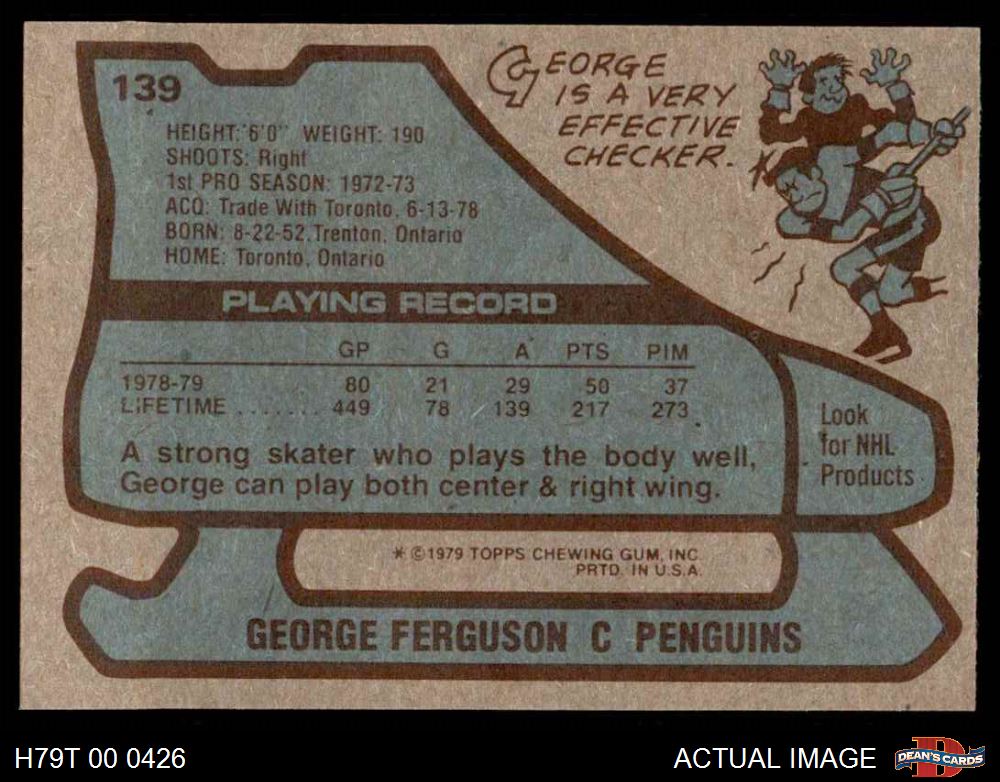 139
HEIGHT: 6'0" WEIGHT: 190
SHOOTS: Right
1st PRO SEASON: 1972-73
ACQ: Trade With Toronto, 6-13-78
BORN: 8-22-52, Trenton, Ontario
HOME: Toronto, Ontario
GEORGE
IS A VERY
EFFECTIVE
CHECKER.
PLAYING RECORD
GP G A PTS PIM
1978-79 80 21 29 50 37
LIFETIME ....... 449 78 139 217 273
A strong skater who plays the body well,
George can play both center & right wing.
Look
for NHL
Products
* ©1979 TOPPS CHEWING GUM, INC.
PRTD. IN U.S.A.
GEORGE FERGUSON C PENGUINS
H79T 00 0426
ACTUAL IMAGE
D
DEAN'S CARDS